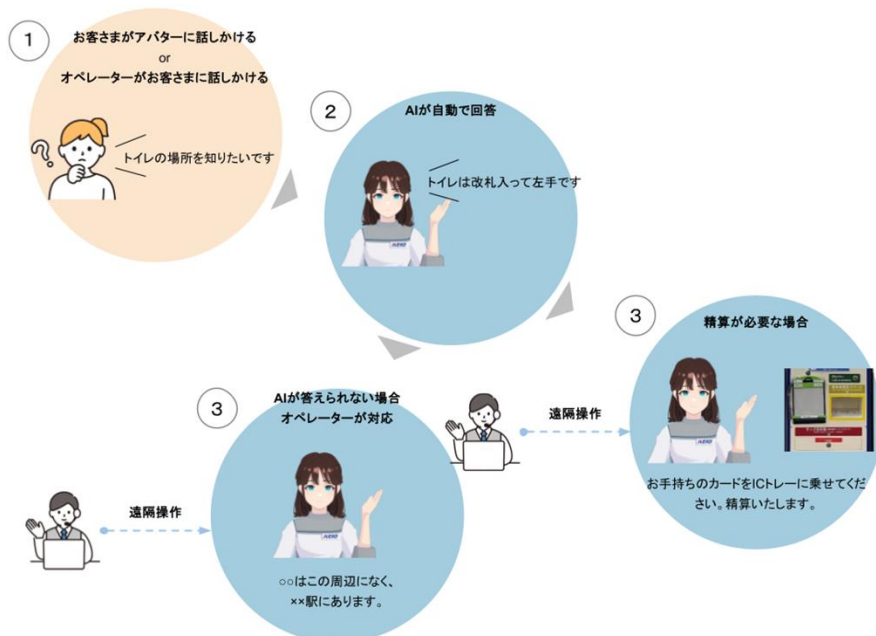 1
お客さまがアバターに話しかける
or
オペレーターがお客さまに話しかける
トイレの場所を知りたいです
2
AIが自動で回答
トイレは改札入って左手です
3
精算が必要な場合
遠隔操作
お手持ちのカードをICトレーに乗せてくだ
さい。精算いたします。
3
AIが答えられない場合
オペレーターが対応
遠隔操作
○○はこの周辺になく、
××駅にあります。